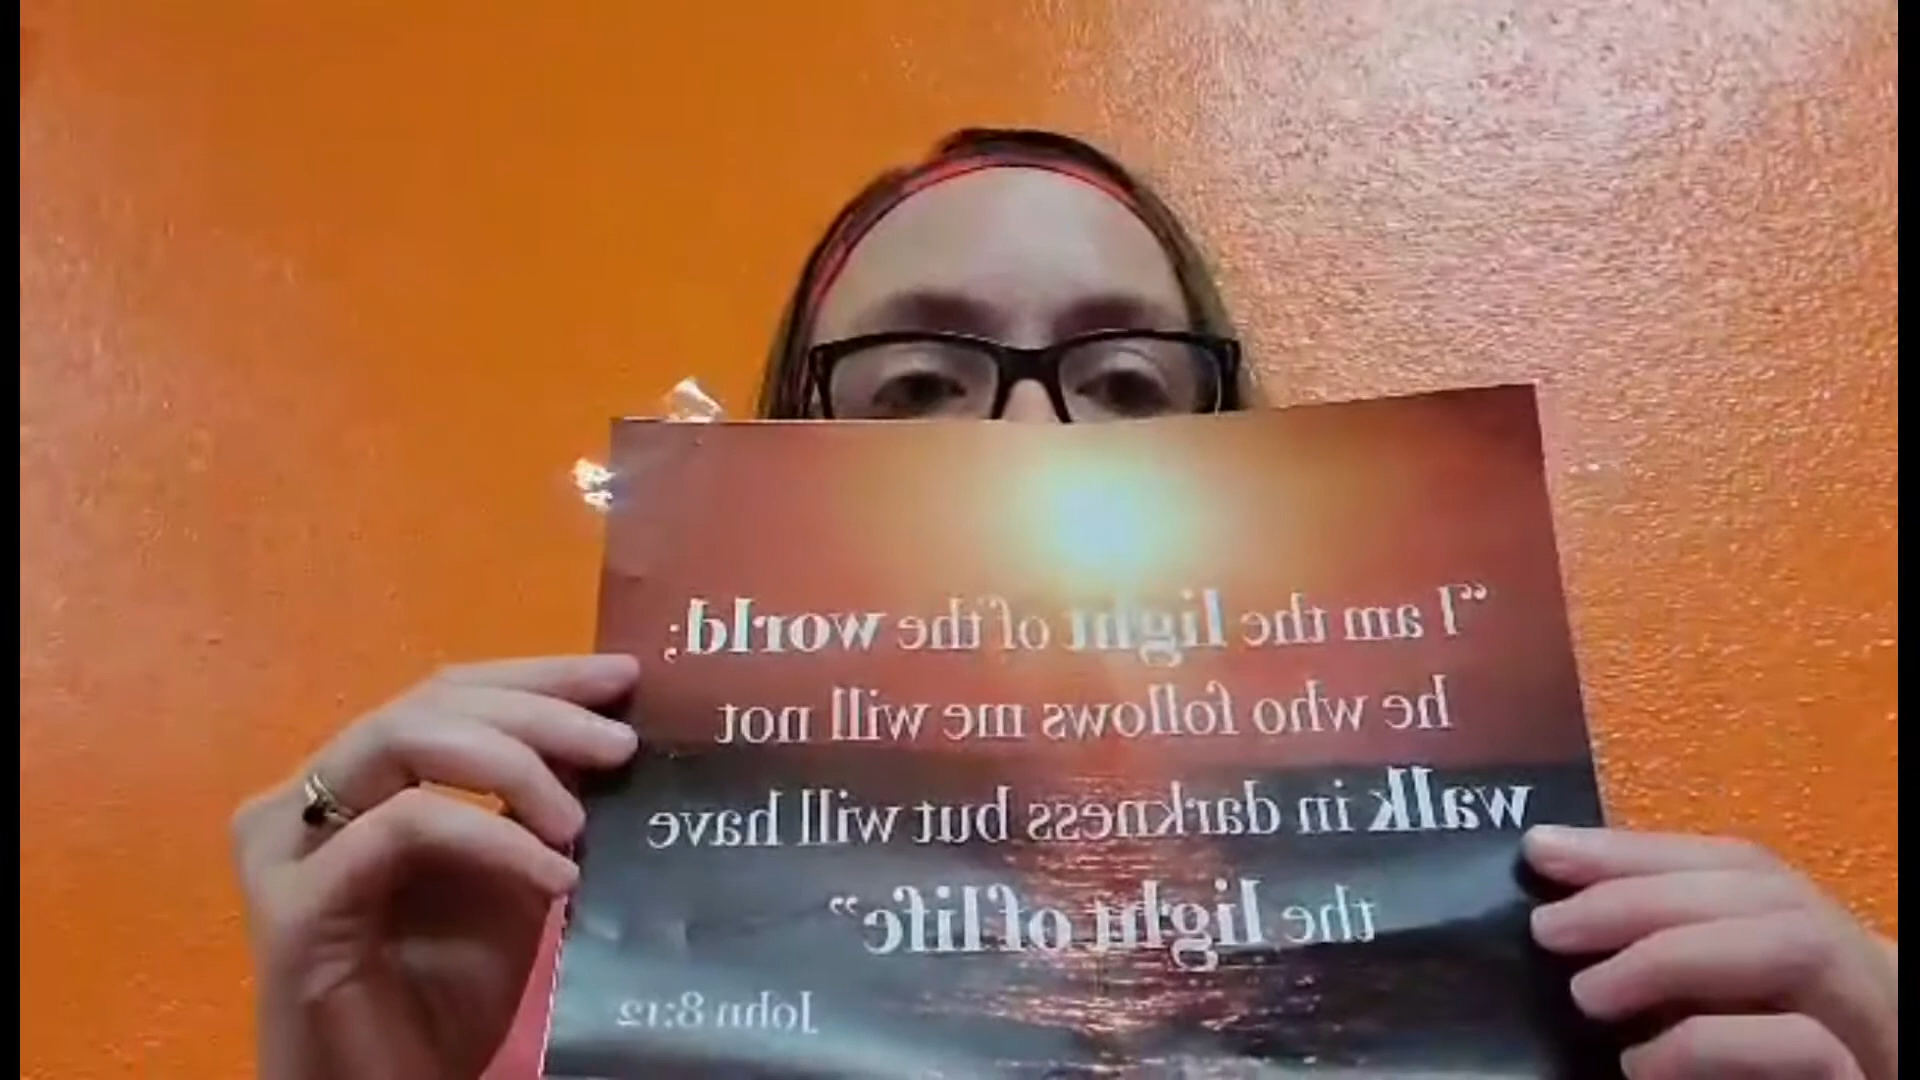 “I am the light of the world;
he who follows me will not
walk in darkness but will have
the light of life”
John 8:12